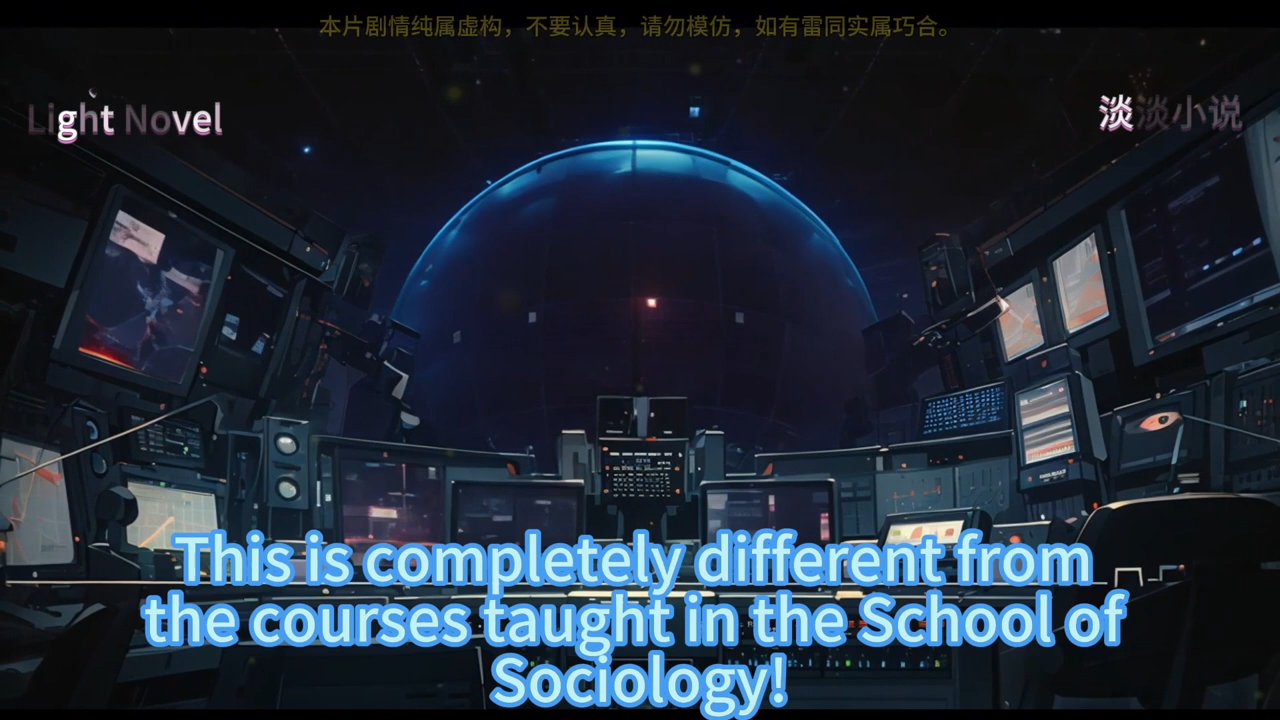 本片剧情纯属虚构，不要认真，请勿模仿，如有雷同实属巧合。
Light Novel
淡淡小说
This is completely different from
the courses taught in the School of
Sociology!